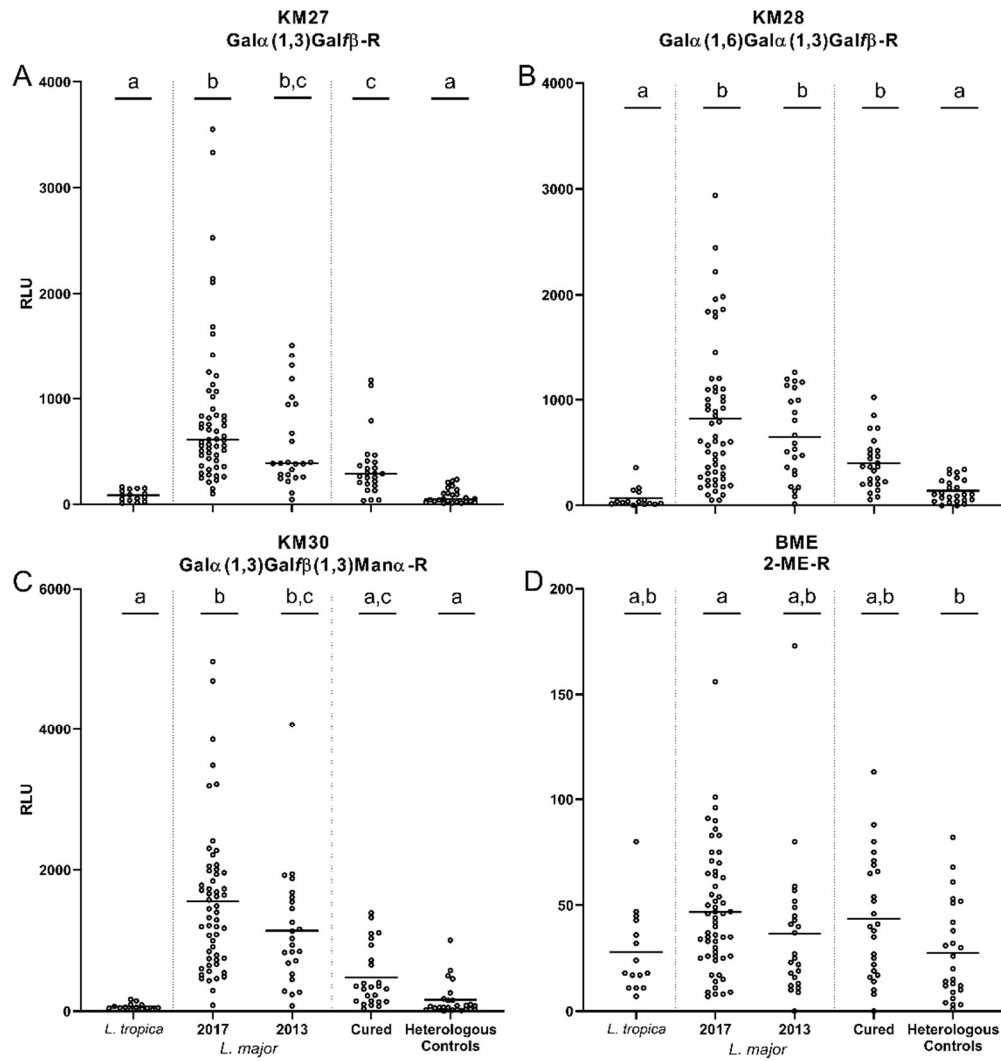 KM27
Galα(1,3)Galfβ-R
A
a b b,c c a
4000
3000
2000
1000
0
RLU
KM28
Galα(1,6)Galα(1,3)Galfβ-R
B
a b b b a
4000
3000
2000
1000
0
KM30
Galα(1,3)Galfβ(1,3)Manα-R
C
a b b,c a,c a
6000
4000
2000
0
RLU
L. tropica 2017 2013 Cured Heterologous
Controls
L. major
BME
2-ME-R
D
a,b a a,b a,b b
200
150
100
50
0
L. tropica 2017 2013 Cured Heterologous
Controls
L. major